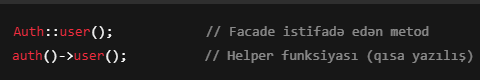 Auth::user();                // Facade istifadə edən metod
auth()->user();              // Helper funksiyası (qısa yazılış)